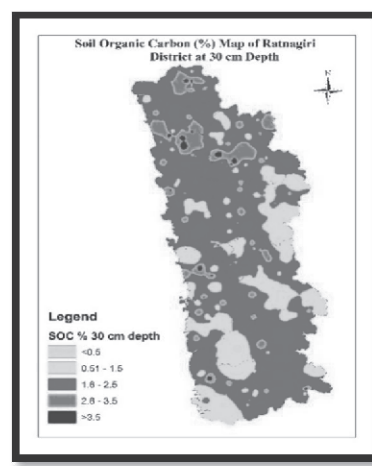 Soil Organic Carbon (%) Map of Ratnagiri
District at 30 cm Depth
N
Legend
SOC % 30 cm depth
<0.5
0.51 - 1.5
1.6 - 2.5
2.6 - 3.5
>3.5